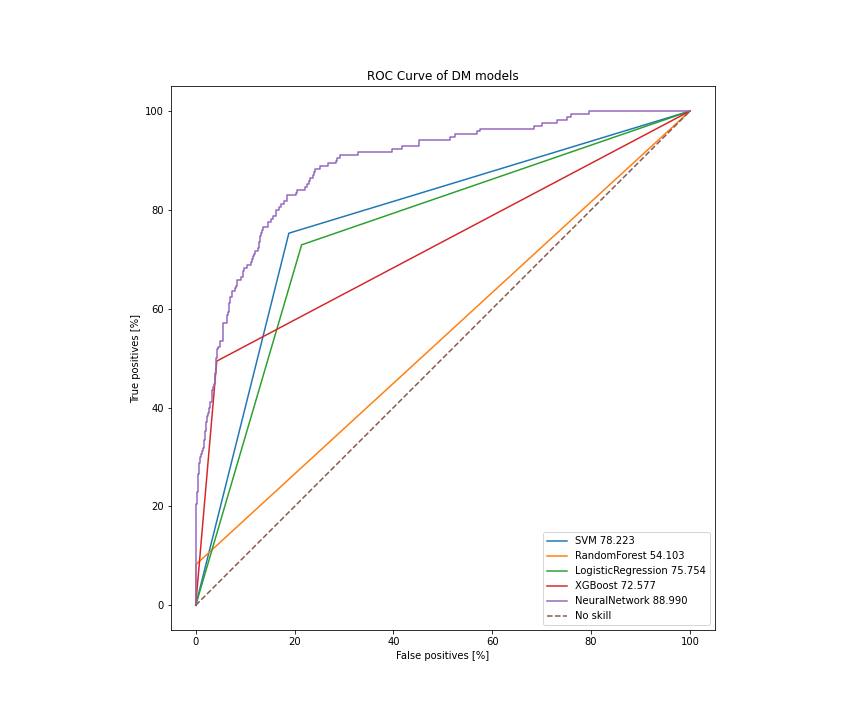 ROC Curve of DM models
True positives [%]
100
80
60
40
20
0
0 20 40 60 80 100
False positives [%]
SVM 78.223
RandomForest 54.103
LogisticRegression 75.754
XGBoost 72.577
NeuralNetwork 88.990
No skill